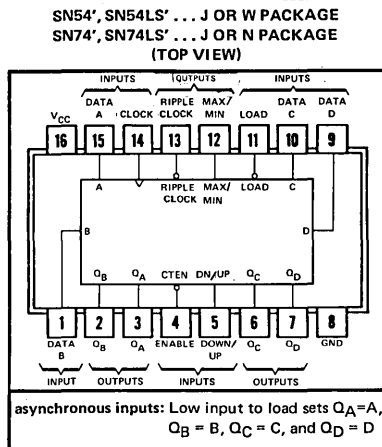 SN54', SN54LS' ... J OR W PACKAGE
SN74', SN74LS' ... J OR N PACKAGE
(TOP VIEW)
INPUTS OUTPUTS INPUTS
DATA RIPPLE MAX/ DATA DATA
VCC A CLOCK CLOCK MIN LOAD C D
16 15 14 13 12 11 10 9
A RIPPLE MAX/ LOAD C
CLOCK MIN
B D
QB QA CTEN DN/UP QC QD
1 2 3 4 5 6 7 8
DATA QB QA ENABLE DOWN/ QC QD GND
B UP
INPUT OUTPUTS INPUTS OUTPUTS
asynchronous inputs: Low input to load sets QA=A,
QB = B, QC = C, and QD = D